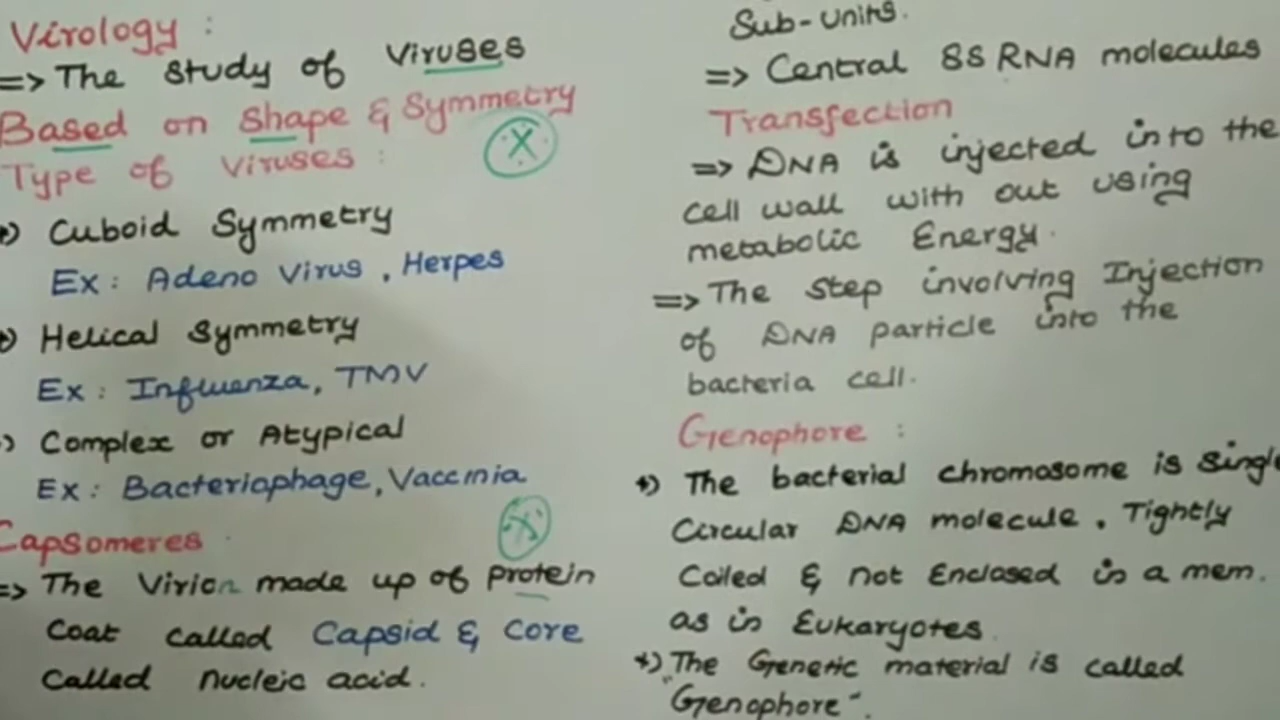 Virology :
=> The study of Viruses
Based on Shape & Symmetry
Type of Viruses :
Cuboid Symmetry
Ex : Adeno Virus , Herpes
Helical Symmetry
Ex : Influenza, TMV
Complex or Atypical
Ex : Bacteriophage, Vaccinia
Capsomeres
=> The Virion made up of protein
Coat called Capsid & Core
Called nucleic acid.
Sub-units.
=> Central SS RNA molecules
Transfection
=> DNA is injected into the
cell wall with out using
metabolic Energy.
=> The step involving Injection
of DNA particle into the
bacteria cell.
Genophore :
*) The bacterial chromosome is Single
Circular DNA molecule. Tightly
Coiled & not Enclosed in a mem.
as in Eukaryotes.
*) The Genetic material is called
"Genophore".